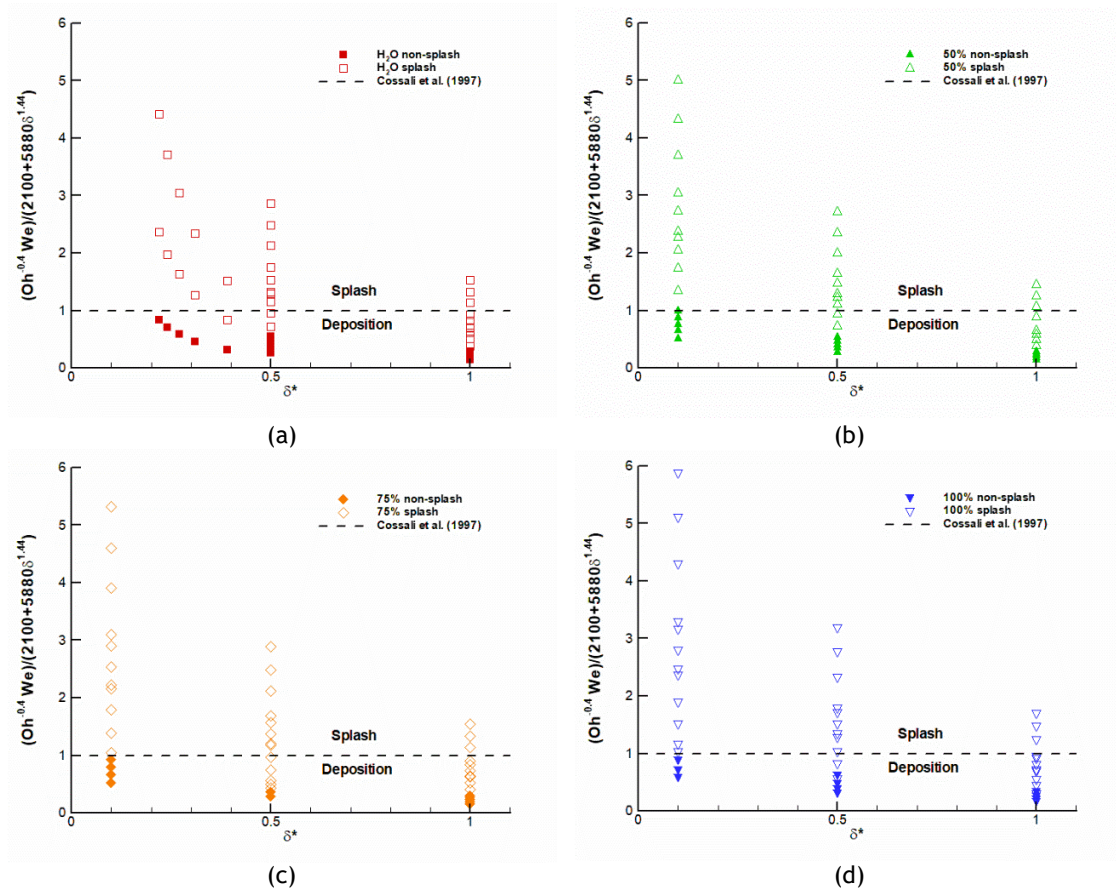 6
5
4
3
2
1
0
(Oh^-0.4 We)/(2100+5880δ^1.44)
H₂O non-splash
H₂O splash
Cossali et al. (1997)
Splash
Deposition
0
0.5
1
δ*
(a)
6
5
4
3
2
1
0
(Oh^-0.4 We)/(2100+5880δ^1.44)
50% non-splash
50% splash
Cossali et al. (1997)
Splash
Deposition
0
0.5
1
δ*
(b)
6
5
4
3
2
1
0
(Oh^-0.4 We)/(2100+5880δ^1.44)
75% non-splash
75% splash
Cossali et al. (1997)
Splash
Deposition
0
0.5
1
δ*
(c)
6
5
4
3
2
1
0
(Oh^-0.4 We)/(2100+5880δ^1.44)
100% non-splash
100% splash
Cossali et al. (1997)
Splash
Deposition
0
0.5
1
δ*
(d)